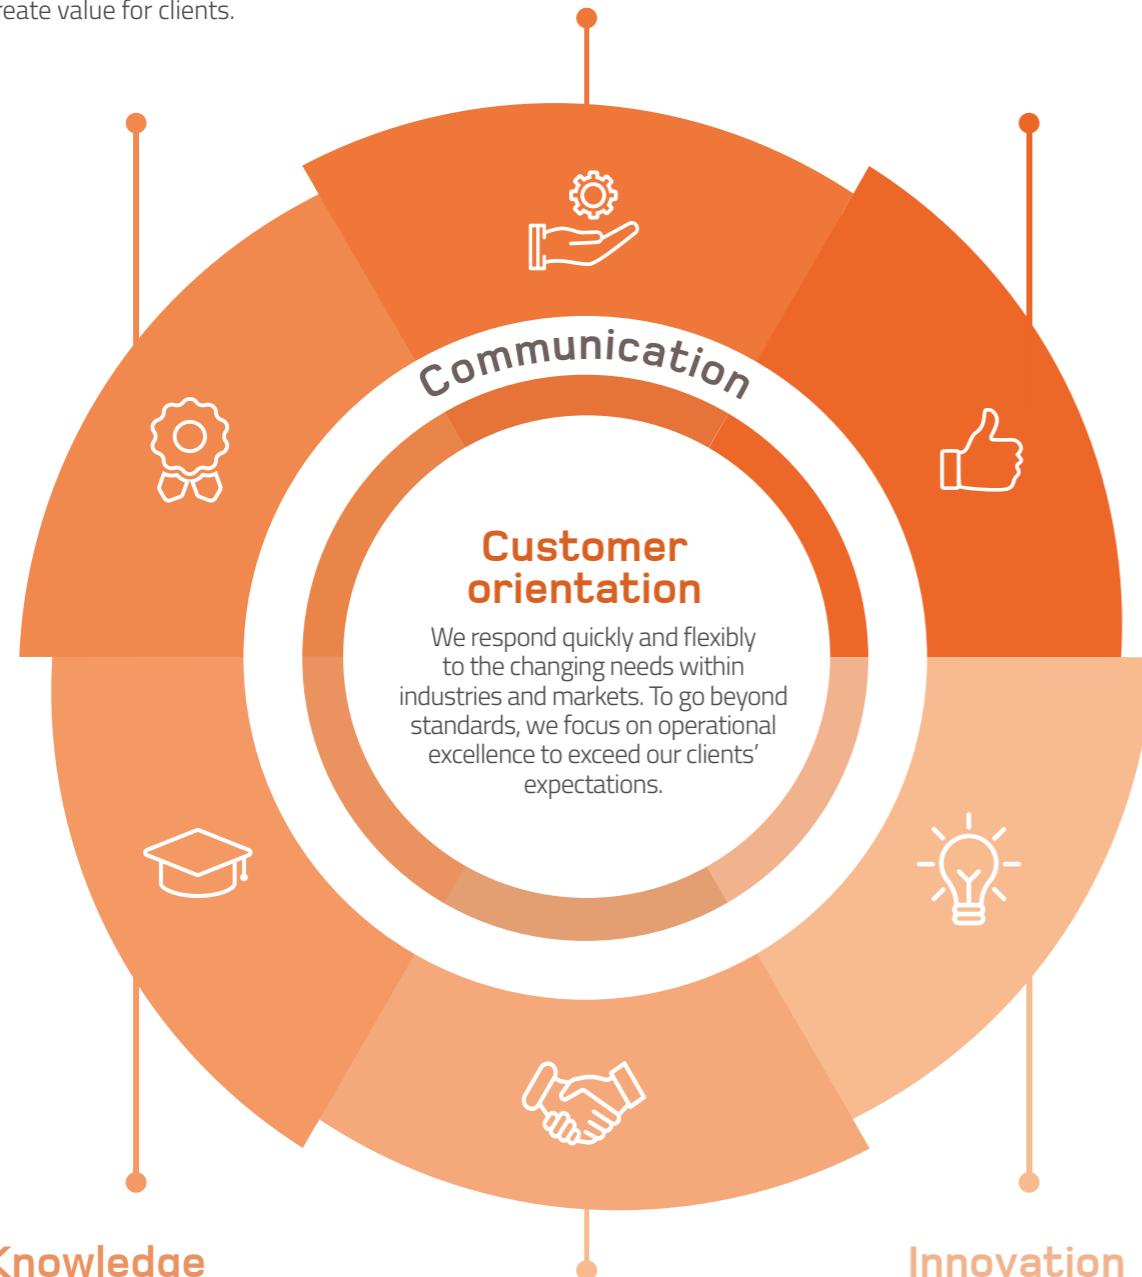 create value for clients.
Communication
Customer
orientation
We respond quickly and flexibly
to the changing needs within
industries and markets. To go beyond
standards, we focus on operational
excellence to exceed our clients’
expectations.
Knowledge
Innovation